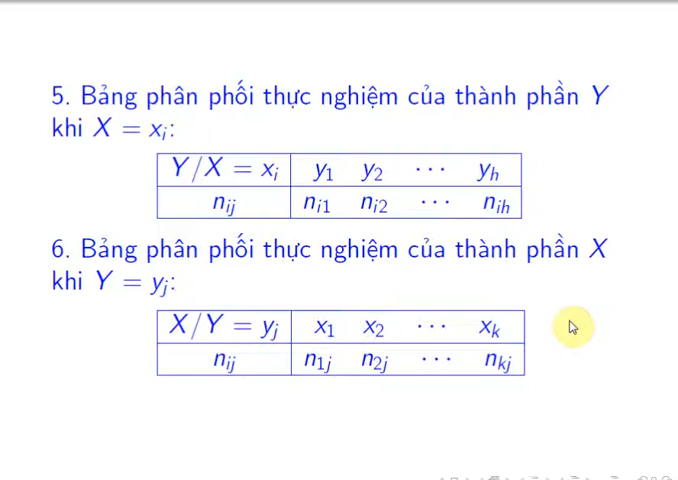 5. Bảng phân phối thực nghiệm của thành phần Y
khi X = xᵢ:
Y/X = xᵢ y₁ y₂ ··· yₕ
nᵢⱼ nᵢ₁ nᵢ₂ ··· nᵢₕ
6. Bảng phân phối thực nghiệm của thành phần X
khi Y = yⱼ:
X/Y = yⱼ x₁ x₂ ··· xₖ
nᵢⱼ n₁ⱼ n₂ⱼ ··· nₖⱼ